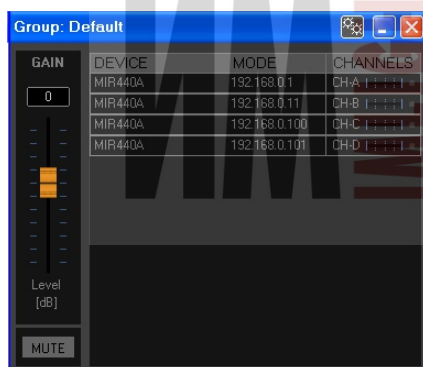 Group: Default
GAIN
0
Level
[dB]
MUTE
DEVICE MODE CHANNELS
MIR440A 192.168.0.1 CH-A
MIR440A 192.168.0.11 CH-B
MIR440A 192.168.0.100 CH-C
MIR440A 192.168.0.101 CH-D